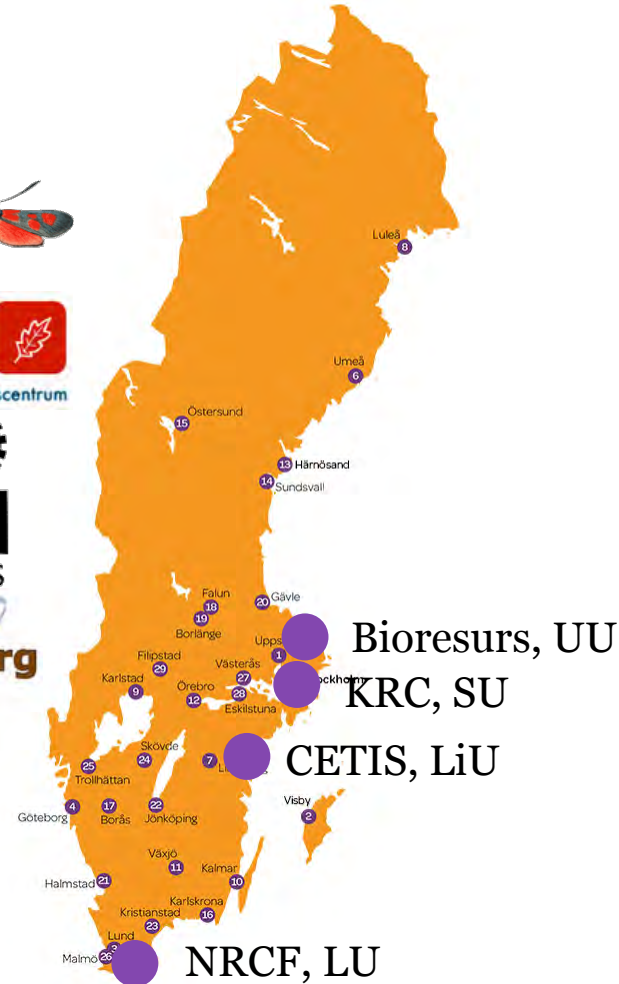 Luleå
8
Umeå
6
Östersund
15
13 Härnösand
14
Sundsvall
scentrum
Falun
18
20 Gävle
19
Borlänge
Bioresurs, UU
Filipstad
1
29
Västerås
27
Karlstad
9
Örebro
12
28
Eskilstuna
KRC, SU
Skövde
24
7
25
Trollhättan
CETIS, LiU
Visby
2
4
17
22
Göteborg
Borås
Jönköping
Växjö
11
Kalmar
10
Halmstad 21
Karlskrona
16
Kristianstad
23
Lund
3
Malmö 26
NRCF, LU